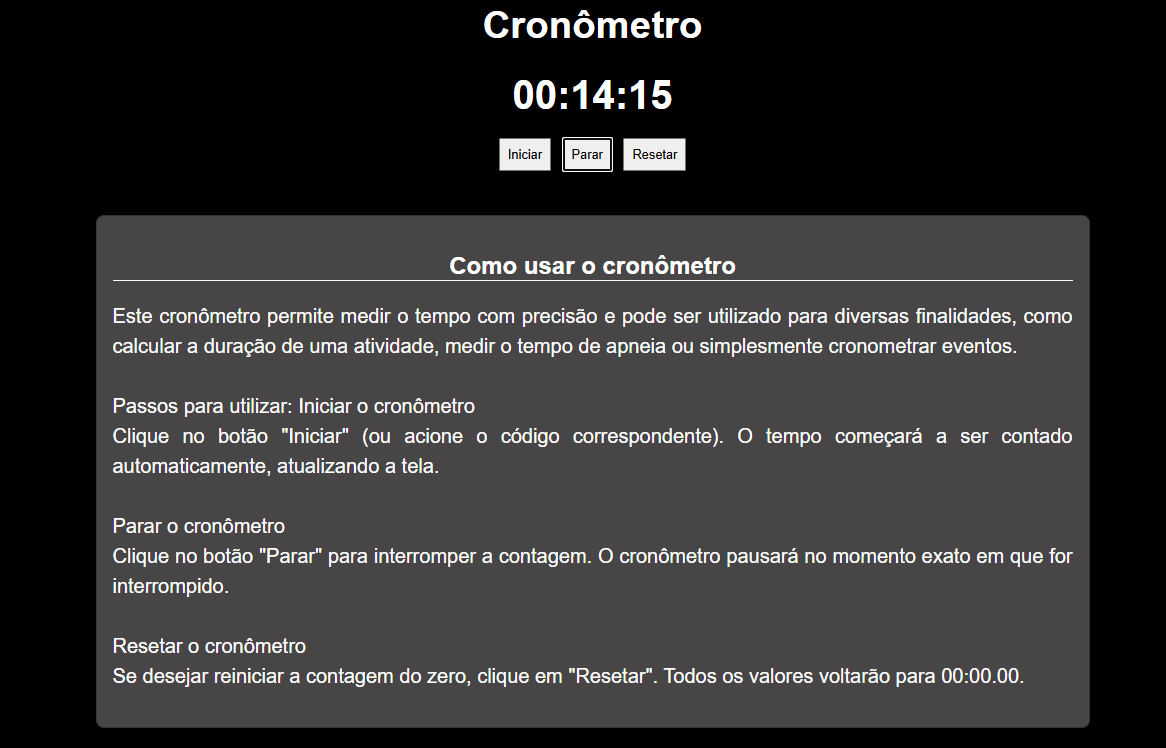 Cronômetro
00:14:15
Iniciar Parar Resetar
Como usar o cronômetro
Este cronômetro permite medir o tempo com precisão e pode ser utilizado para diversas finalidades, como
calcular a duração de uma atividade, medir o tempo de apneia ou simplesmente cronometrar eventos.
Passos para utilizar: Iniciar o cronômetro
Clique no botão "Iniciar" (ou acione o código correspondente). O tempo começará a ser contado
automaticamente, atualizando a tela.
Parar o cronômetro
Clique no botão "Parar" para interromper a contagem. O cronômetro pausará no momento exato em que for
interrompido.
Resetar o cronômetro
Se desejar reiniciar a contagem do zero, clique em "Resetar". Todos os valores voltarão para 00:00.00.